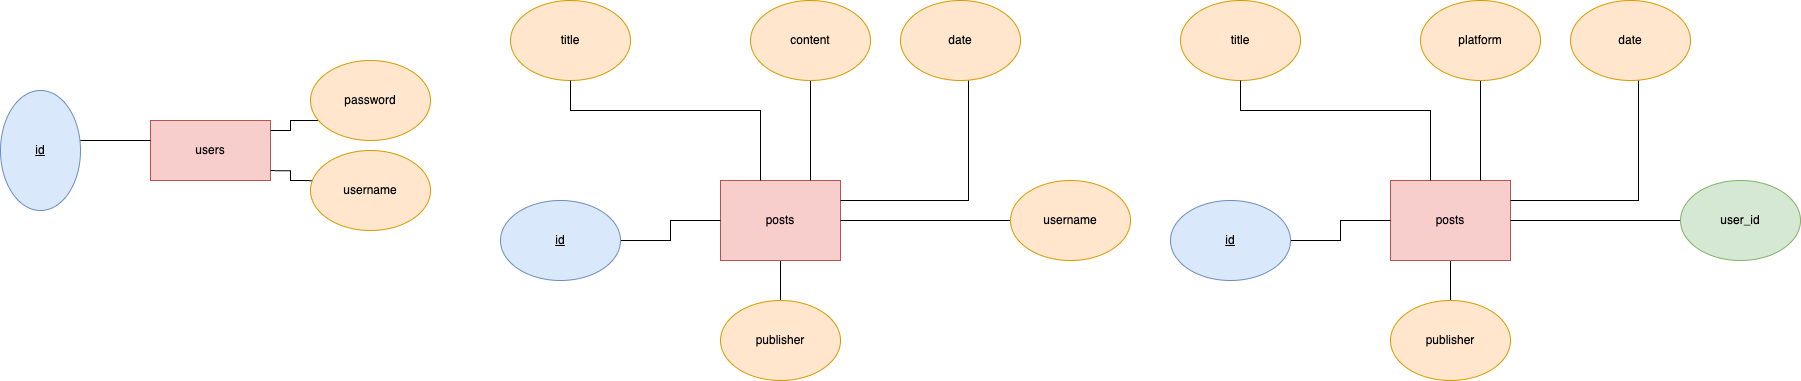 id
users
password
username
title
content
date
id
posts
username
publisher
title
platform
date
id
posts
user_id
publisher